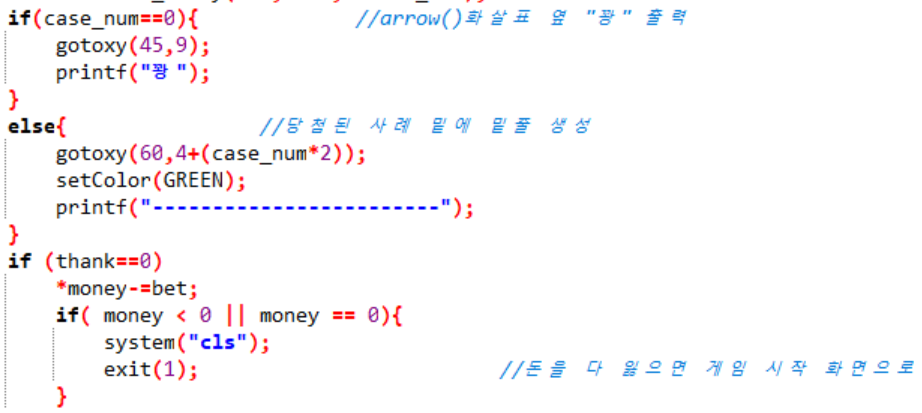 if(case_num==0){ //arrow()화살표 옆 "꽝" 출력
gotoxy(45,9);
printf("꽝 ");
}
else{ //당첨된 사례 밑에 밑줄 생성
gotoxy(60,4+(case_num*2));
setColor(GREEN);
printf("------------------------");
}
if (thank==0)
*money-=bet;
if( money < 0 || money == 0){
system("cls");
exit(1); //돈을 다 잃으면 게임 시작 화면으로
}